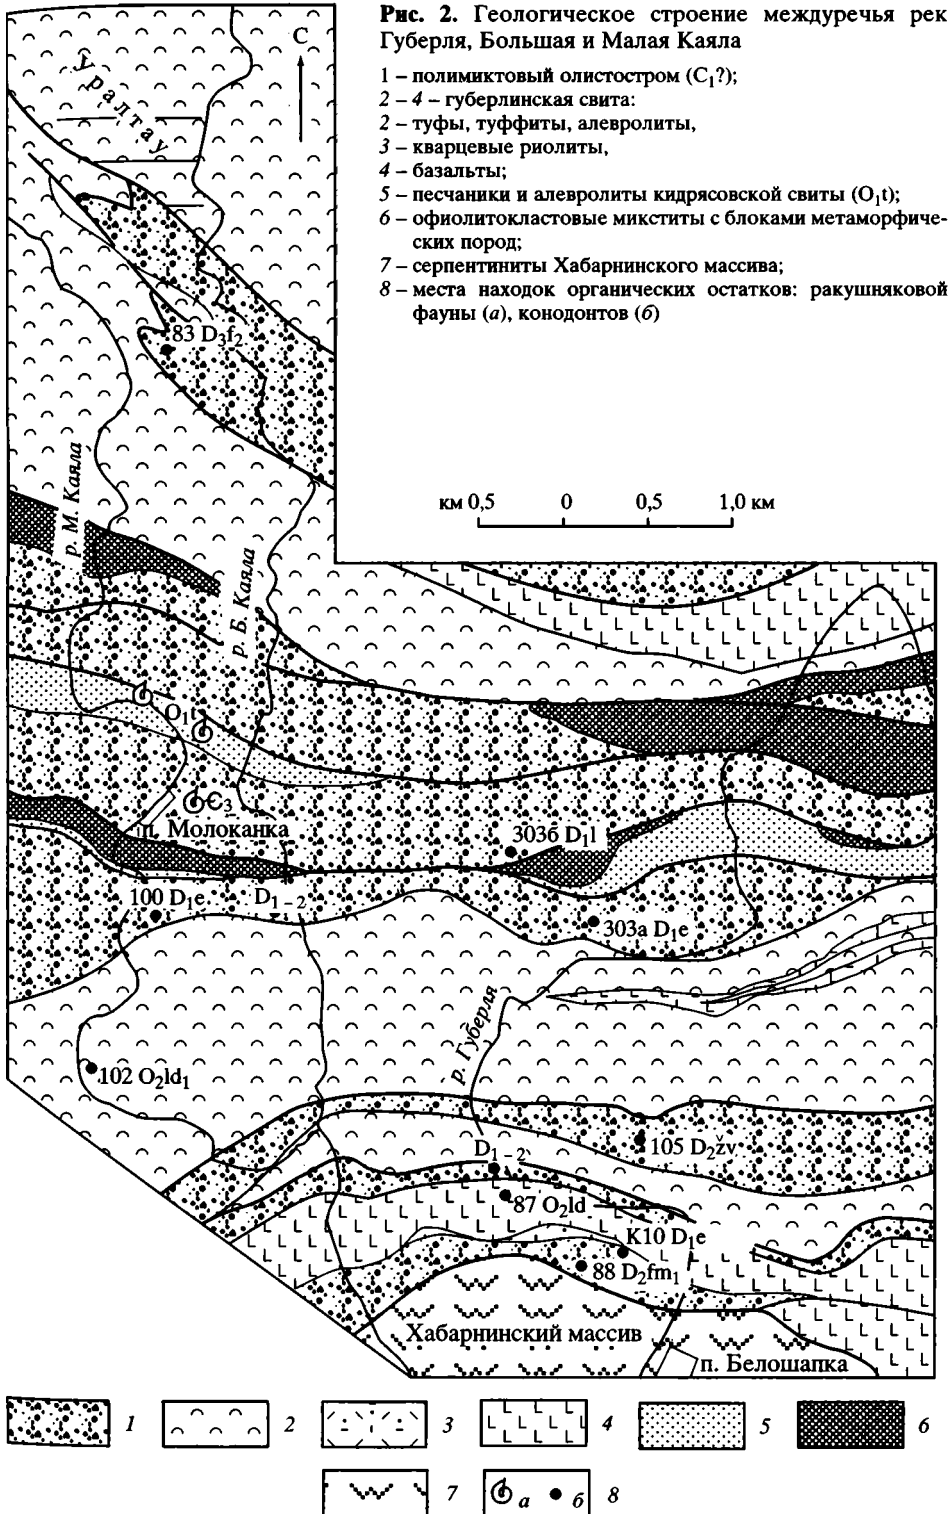 Рис. 2. Геологическое строение междуречья рек
Губерля, Большая и Малая Каяла
1 – полимиктовый олистостром (C₁?);
2 – 4 – губерлинская свита:
2 – туфы, туффиты, алевролиты,
3 – кварцевые риолиты,
4 – базальты;
5 – песчаники и алевролиты кидрясовской свиты (O₁t);
6 – офиолитокластовые микститы с блоками метаморфиче-
ских пород;
7 – серпентиниты Хабарнинского массива;
8 – места находок органических остатков: ракушняковой
фауны (а), конодонтов (б)
С
Уралтау
83 D₃f₂
км 0,5 0 0,5 1,0 км
р. М. Каяла
р. Б. Каяла
O₁t
Є₃
п. Молоканка
303б D₁l
100 D₁e
D₁₋₂
303а D₁e
р. Губерля
102 O₂ld₁
105 D₂žv
D₁₋₂
87 O₂ld
К10 D₁e
88 D₂fm₁
Хабарнинский массив
п. Белошапка
1 2 3 4 5 6
7 а б 8